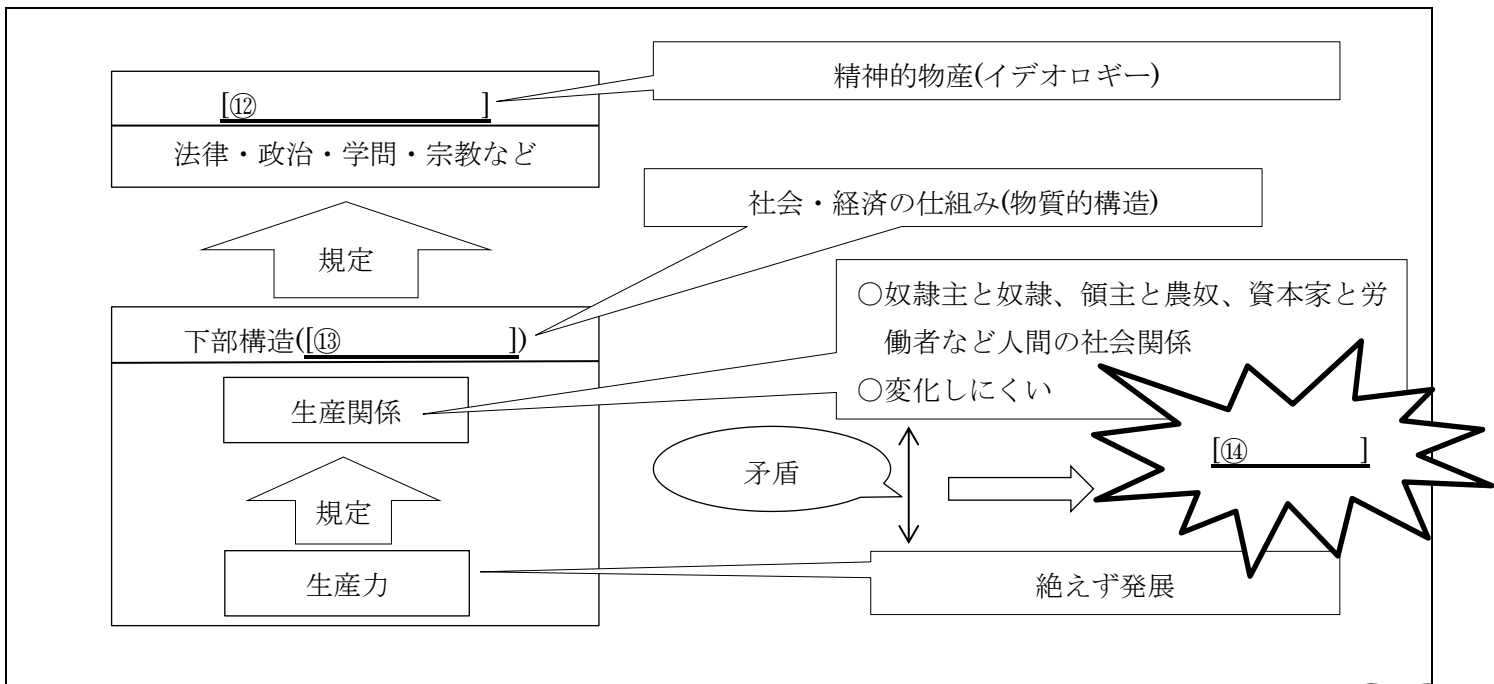 精神的物産(イデオロギー)
[⑫　　　　　　　　]
法律・政治・学問・宗教など
社会・経済の仕組み(物質的構造)
規定
○奴隷主と奴隷、領主と農奴、資本家と労
働者など人間の社会関係
○変化しにくい
下部構造([⑬　　　　　　])
生産関係
[⑭　　　　]
矛盾
規定
生産力
絶えず発展